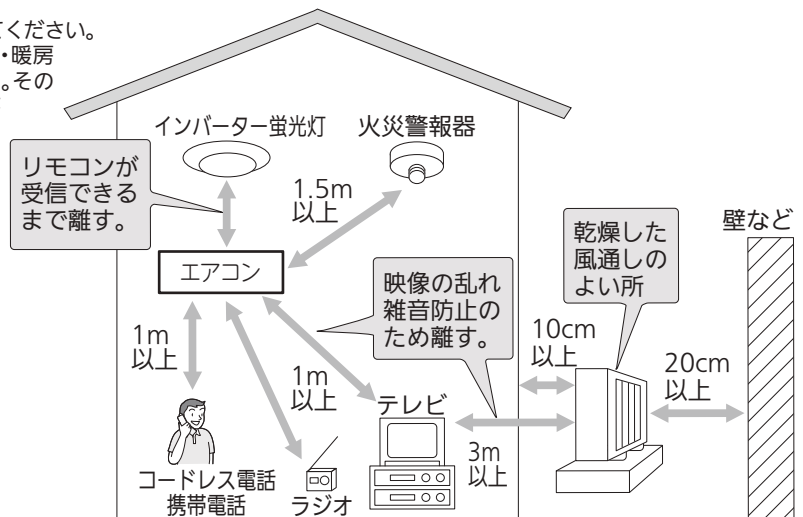 てください。
・暖房
。その
インバーター蛍光灯
火災警報器
リモコンが
受信できる
まで離す。
1.5m
以上
エアコン
映像の乱れ
雑音防止の
ため離す。
乾燥した
風通しの
よい所
壁など
1m
以上
1m
以上
10cm
以上
20cm
以上
テレビ
3m
以上
コードレス電話
携帯電話
ラジオ